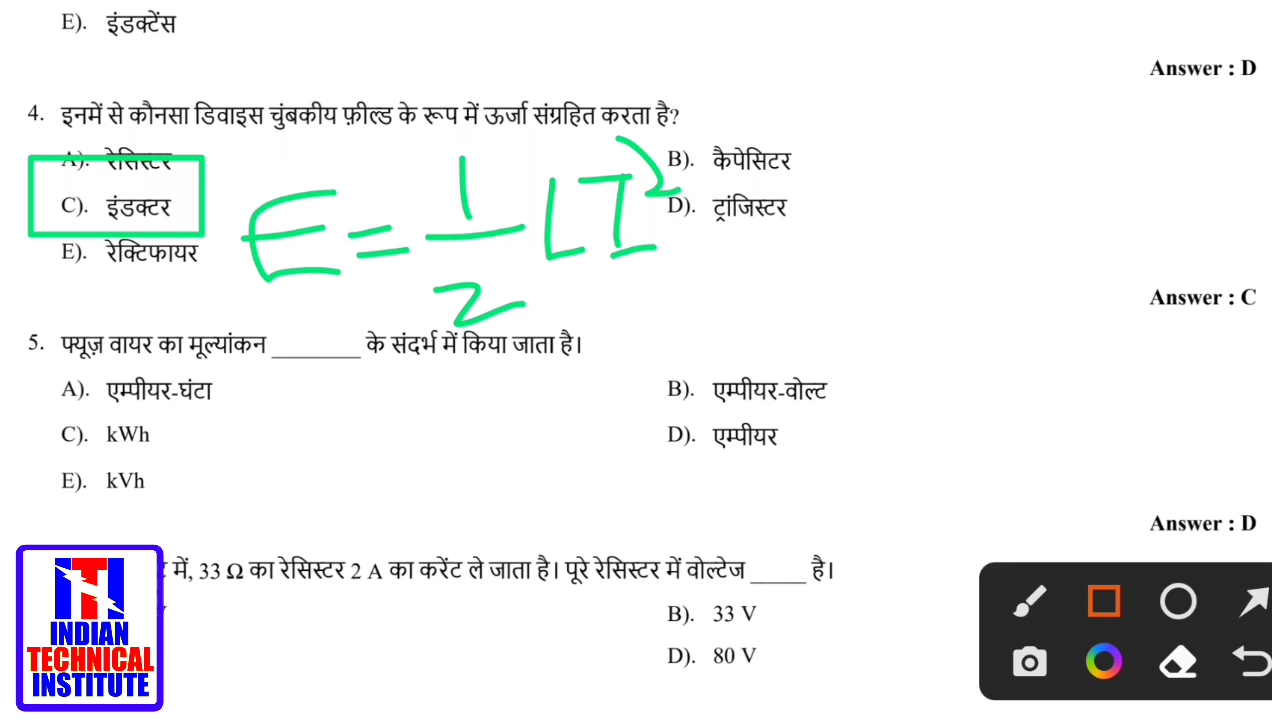 E). इंडक्टेंस
Answer : D
4. इनमें से कौनसा डिवाइस चुंबकीय फ़ील्ड के रूप में ऊर्जा संग्रहित करता है?
A). रेसिस्टर B). कैपेसिटर
C). इंडक्टर D). ट्रांजिस्टर
E). रेक्टिफायर
E = 1/2 LI²
Answer : C
5. फ्यूज़ वायर का मूल्यांकन ________ के संदर्भ में किया जाता है।
A). एम्पीयर-घंटा B). एम्पीयर-वोल्ट
C). kWh D). एम्पीयर
E). kVh
Answer : D
में, 33 Ω का रेसिस्टर 2 A का करेंट ले जाता है। पूरे रेसिस्टर में वोल्टेज _____ है।
B). 33 V
D). 80 V
ITI
INDIAN
TECHNICAL
INSTITUTE